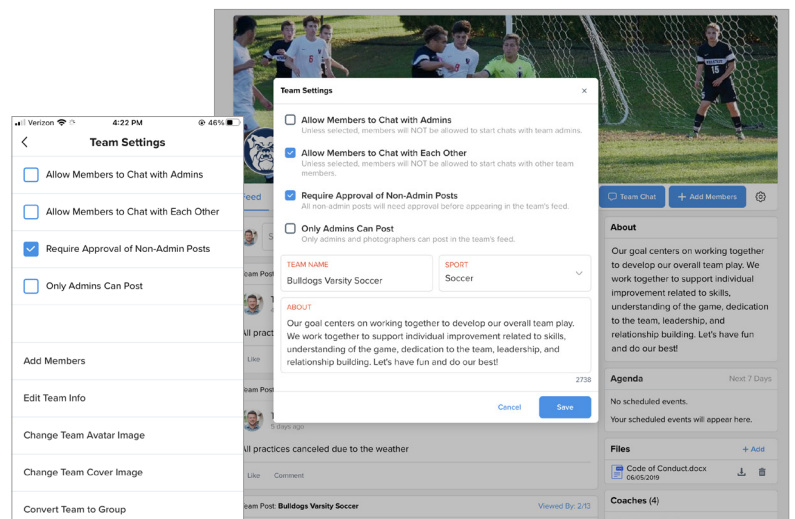 Verizon 4:22 PM 46%
Team Settings
Allow Members to Chat with Admins
Allow Members to Chat with Each Other
Require Approval of Non-Admin Posts
Only Admins Can Post
Add Members
Edit Team Info
Change Team Avatar Image
Change Team Cover Image
Convert Team to Group
Team Settings
Allow Members to Chat with Admins
Unless selected, members will NOT be allowed to start chats with team admins.
Allow Members to Chat with Each Other
Unless selected, members will NOT be allowed to start chats with other team
members.
Require Approval of Non-Admin Posts
All non-admin posts will need approval before appearing in the team's feed.
Only Admins Can Post
Only admins and photographers can post in the team's feed.
TEAM NAME
Bulldogs Varsity Soccer
SPORT
Soccer
ABOUT
Our goal centers on working together to develop our overall team play.
We work together to support individual improvement related to skills,
understanding of the game, dedication to the team, leadership, and
relationship building. Let's have fun and do our best!
2738
Cancel Save
eed
eam Post
All pract
Like
eam Post
5 days ago
All practices canceled due to the weather
Like Comment
eam Post: Bulldogs Varsity Soccer Viewed By: 2/13
8
15
Team Chat + Add Members
About
Our goal centers on working together
to develop our overall team play. We
work together to support individual
improvement related to skills,
understanding of the game, dedication
to the team, leadership, and
relationship building. Let's have fun
and do our best!
Agenda Next 7 Days
No scheduled events.
Your scheduled events will appear here.
Files + Add
Code of Conduct.docx
06/05/2019
Coaches (4)